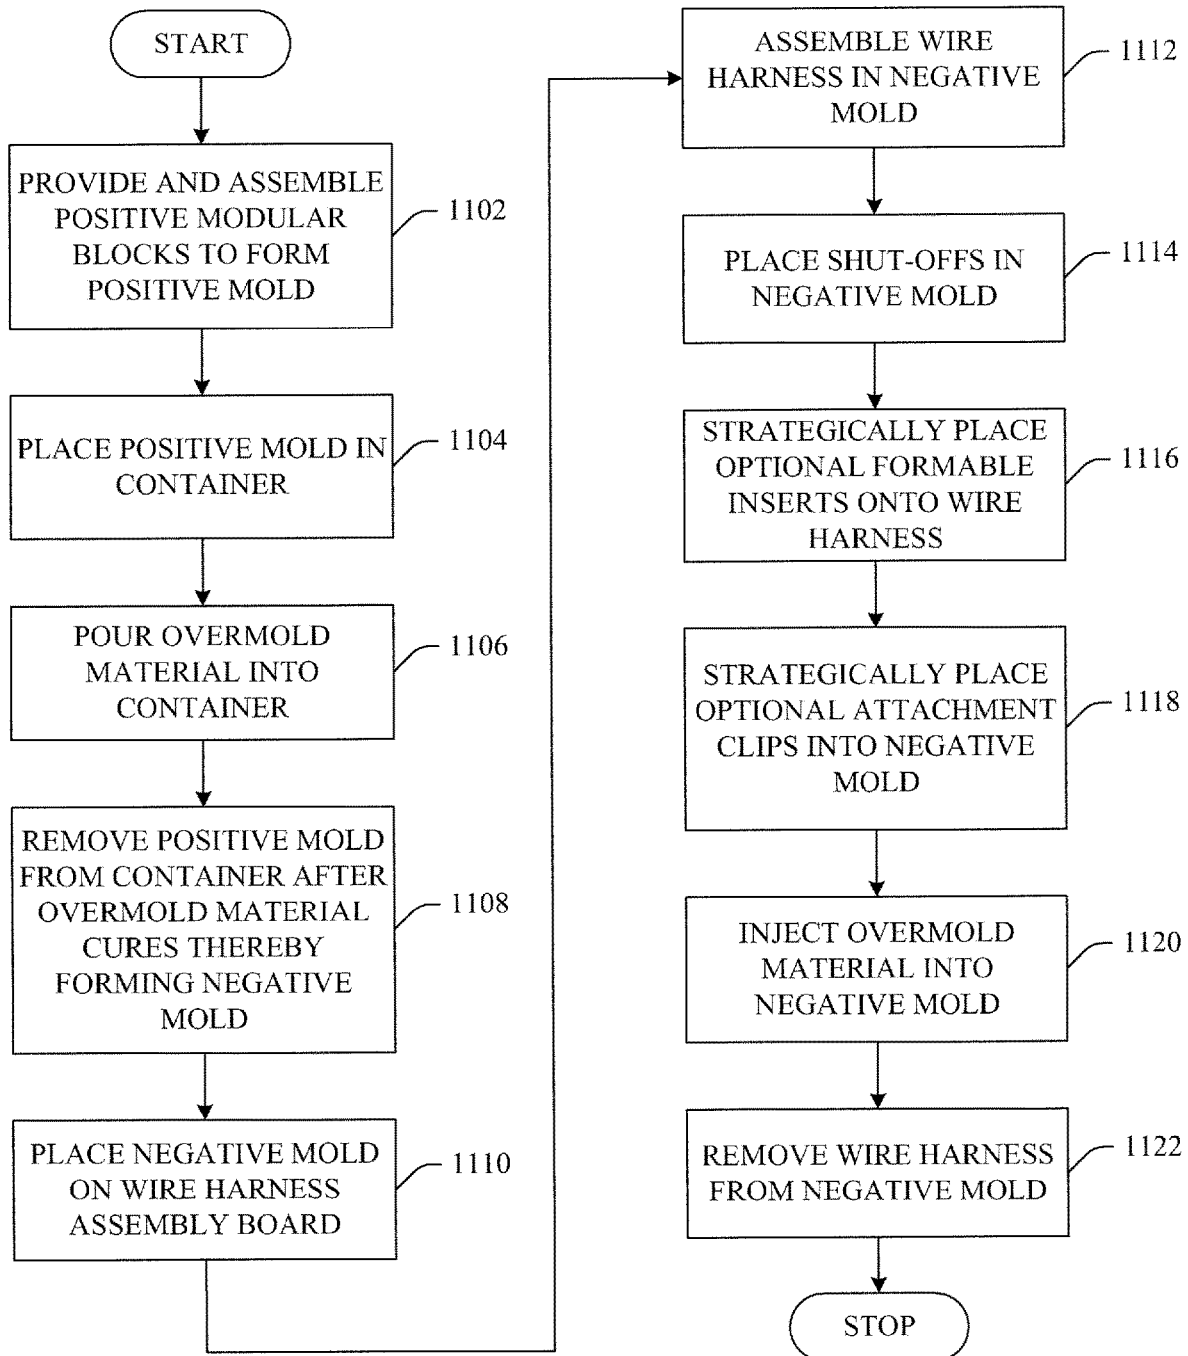 START
PROVIDE AND ASSEMBLE
POSITIVE MODULAR
BLOCKS TO FORM
POSITIVE MOLD
1102
PLACE POSITIVE MOLD IN
CONTAINER
1104
POUR OVERMOLD
MATERIAL INTO
CONTAINER
1106
REMOVE POSITIVE MOLD
FROM CONTAINER AFTER
OVERMOLD MATERIAL
CURES THEREBY
FORMING NEGATIVE
MOLD
1108
PLACE NEGATIVE MOLD
ON WIRE HARNESS
ASSEMBLY BOARD
1110
ASSEMBLE WIRE
HARNESS IN NEGATIVE
MOLD
1112
PLACE SHUT-OFFS IN
NEGATIVE MOLD
1114
STRATEGICALLY PLACE
OPTIONAL FORMABLE
INSERTS ONTO WIRE
HARNESS
1116
STRATEGICALLY PLACE
OPTIONAL ATTACHMENT
CLIPS INTO NEGATIVE
MOLD
1118
INJECT OVERMOLD
MATERIAL INTO
NEGATIVE MOLD
1120
REMOVE WIRE HARNESS
FROM NEGATIVE MOLD
1122
STOP